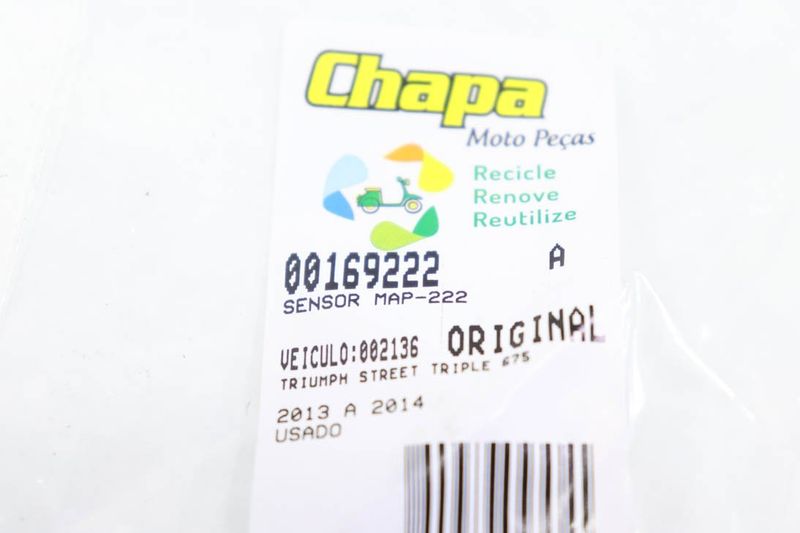 Chapa
Moto Peças
Recicle
Renove
Reutilize
00169222 A
SENSOR MAP-222
VEICULO:002136 ORIGINAL
TRIUMPH STREET TRIPLE 675
2013 A 2014
USADO